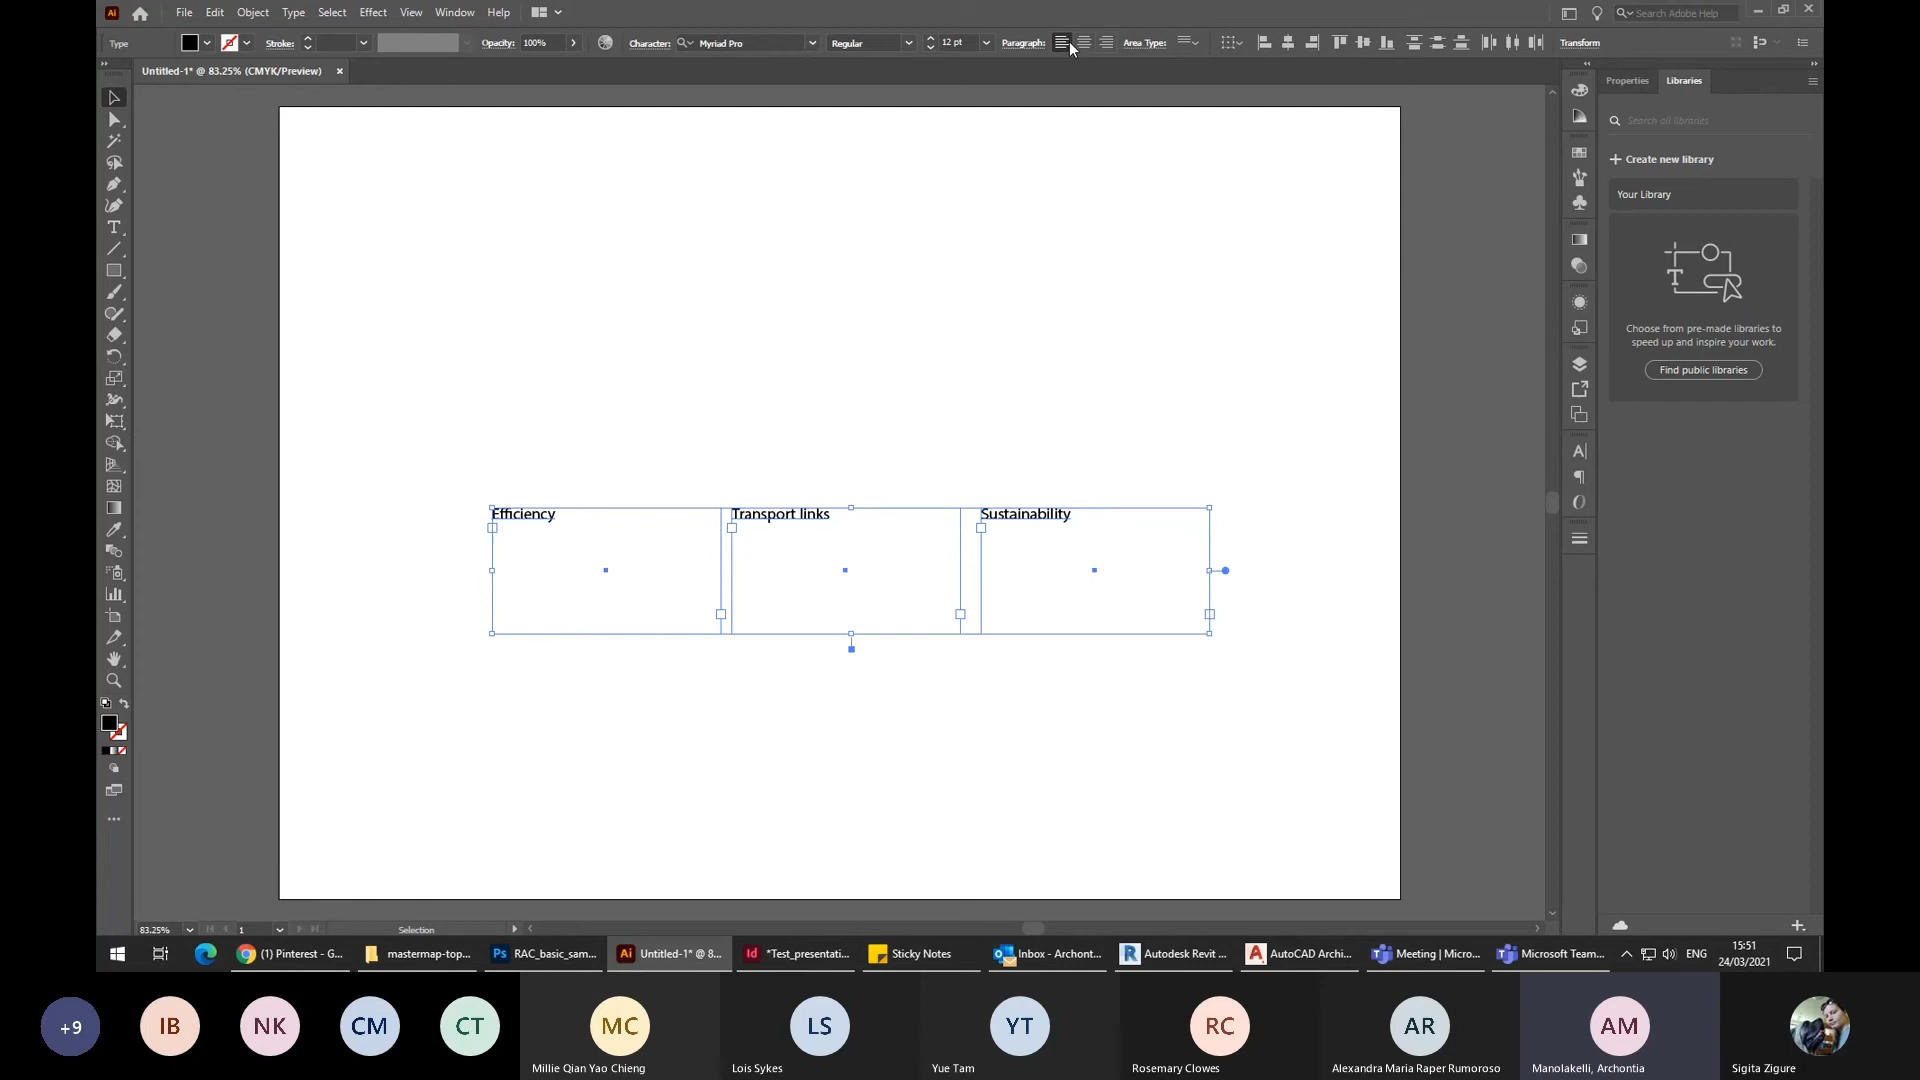 Ai File Edit Object Type Select Effect View Window Help Search Adobe Help
Type Stroke: Opacity: 100% Character: Myriad Pro Regular 12 pt Paragraph: Area Type: Transform
Untitled-1* @ 83.25% (CMYK/Preview) ×
Properties Libraries
Search all libraries
Create new library
Your Library
Choose from pre-made libraries to
speed up and inspire your work.
Find public libraries
Efficiency Transport links Sustainability
83.25% 1 Selection
(1) Pinterest - G... mastermap-top... Ps RAC_basic_sam... Ai Untitled-1* @ 8... Id *Test_presentati... Sticky Notes Inbox - Archont... R Autodesk Revit ... A AutoCAD Archi... Meeting | Micro... Microsoft Team... ENG 15:51
24/03/2021
+9 IB NK CM CT MC LS YT RC AR AM
Millie Qian Yao Chieng Lois Sykes Yue Tam Rosemary Clowes Alexandra Maria Raper Rumoroso Manolakelli, Archontia Sigita Zigure